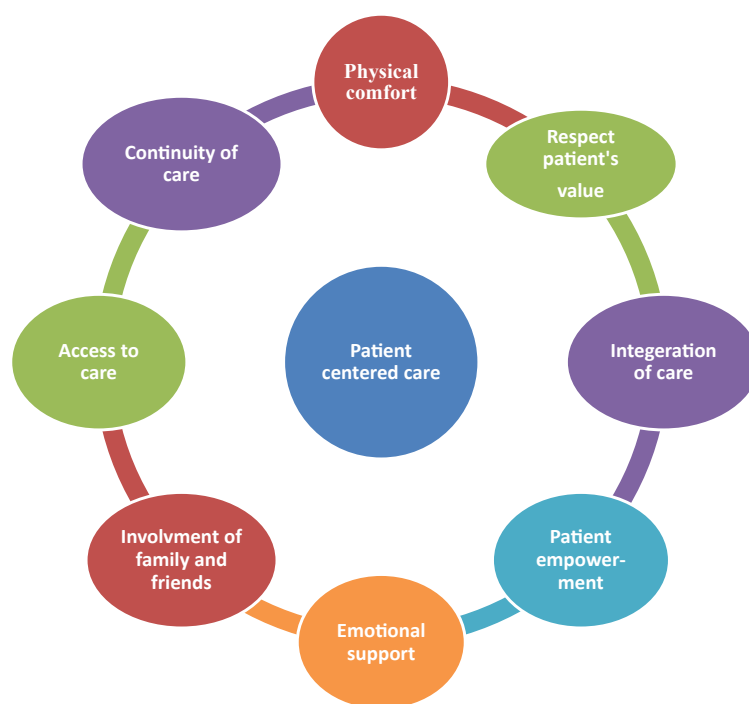 Physical
comfort
Respect
patient's
value
Integeration
of care
Patient
empower-
ment
Emotional
support
Involvment of
family and
friends
Access to
care
Continuity of
care
Patient
centered care